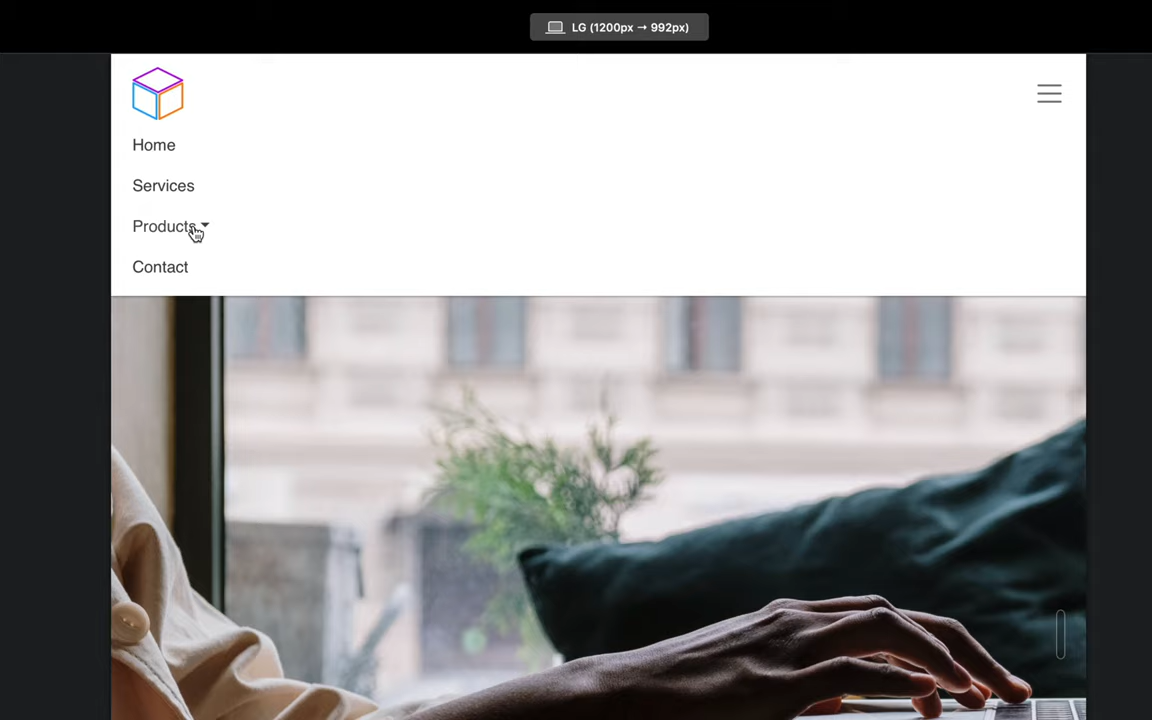 LG (1200px → 992px)
Home
Services
Products
Contact